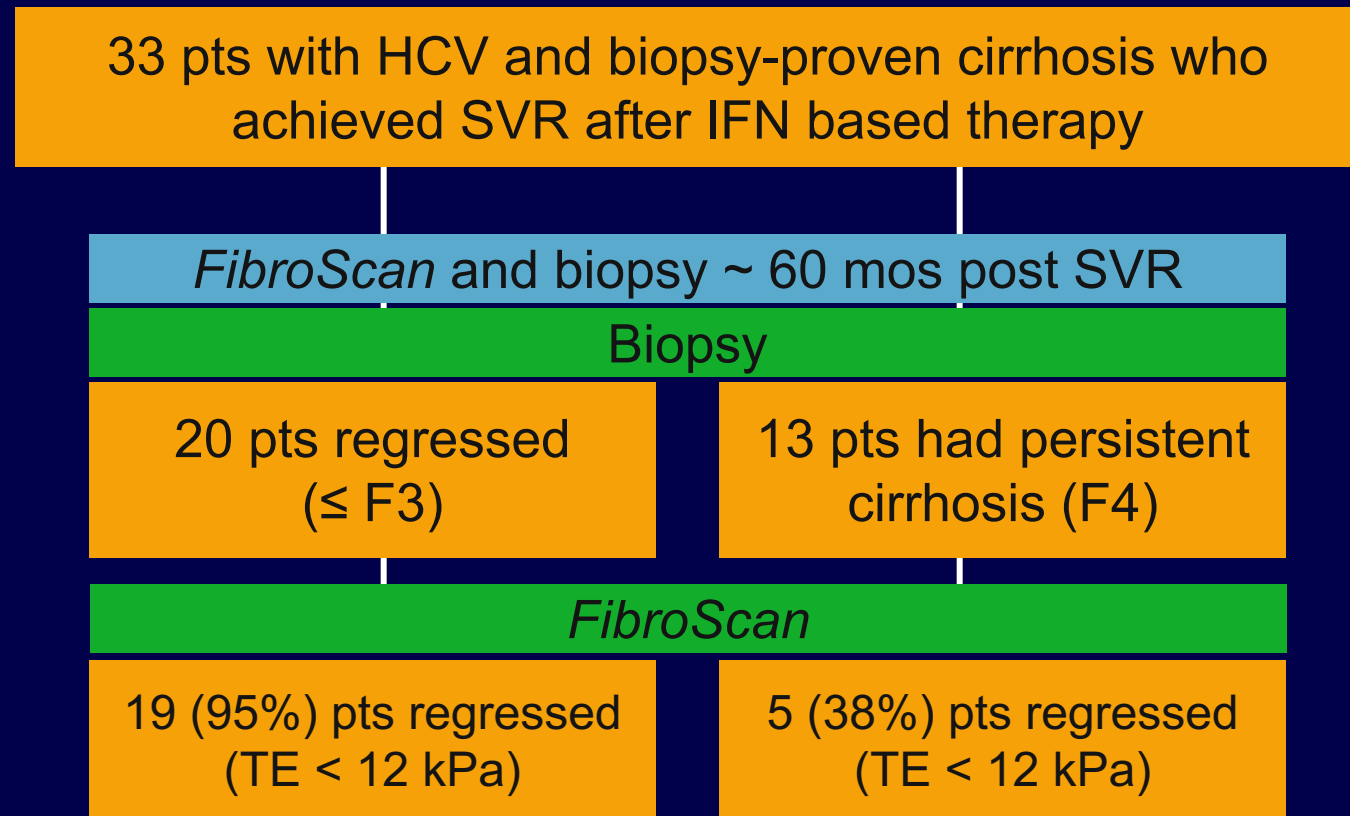 33 pts with HCV and biopsy-proven cirrhosis who
achieved SVR after IFN based therapy
FibroScan and biopsy ~ 60 mos post SVR
Biopsy
20 pts regressed
(≤ F3)
13 pts had persistent
cirrhosis (F4)
FibroScan
19 (95%) pts regressed
(TE < 12 kPa)
5 (38%) pts regressed
(TE < 12 kPa)